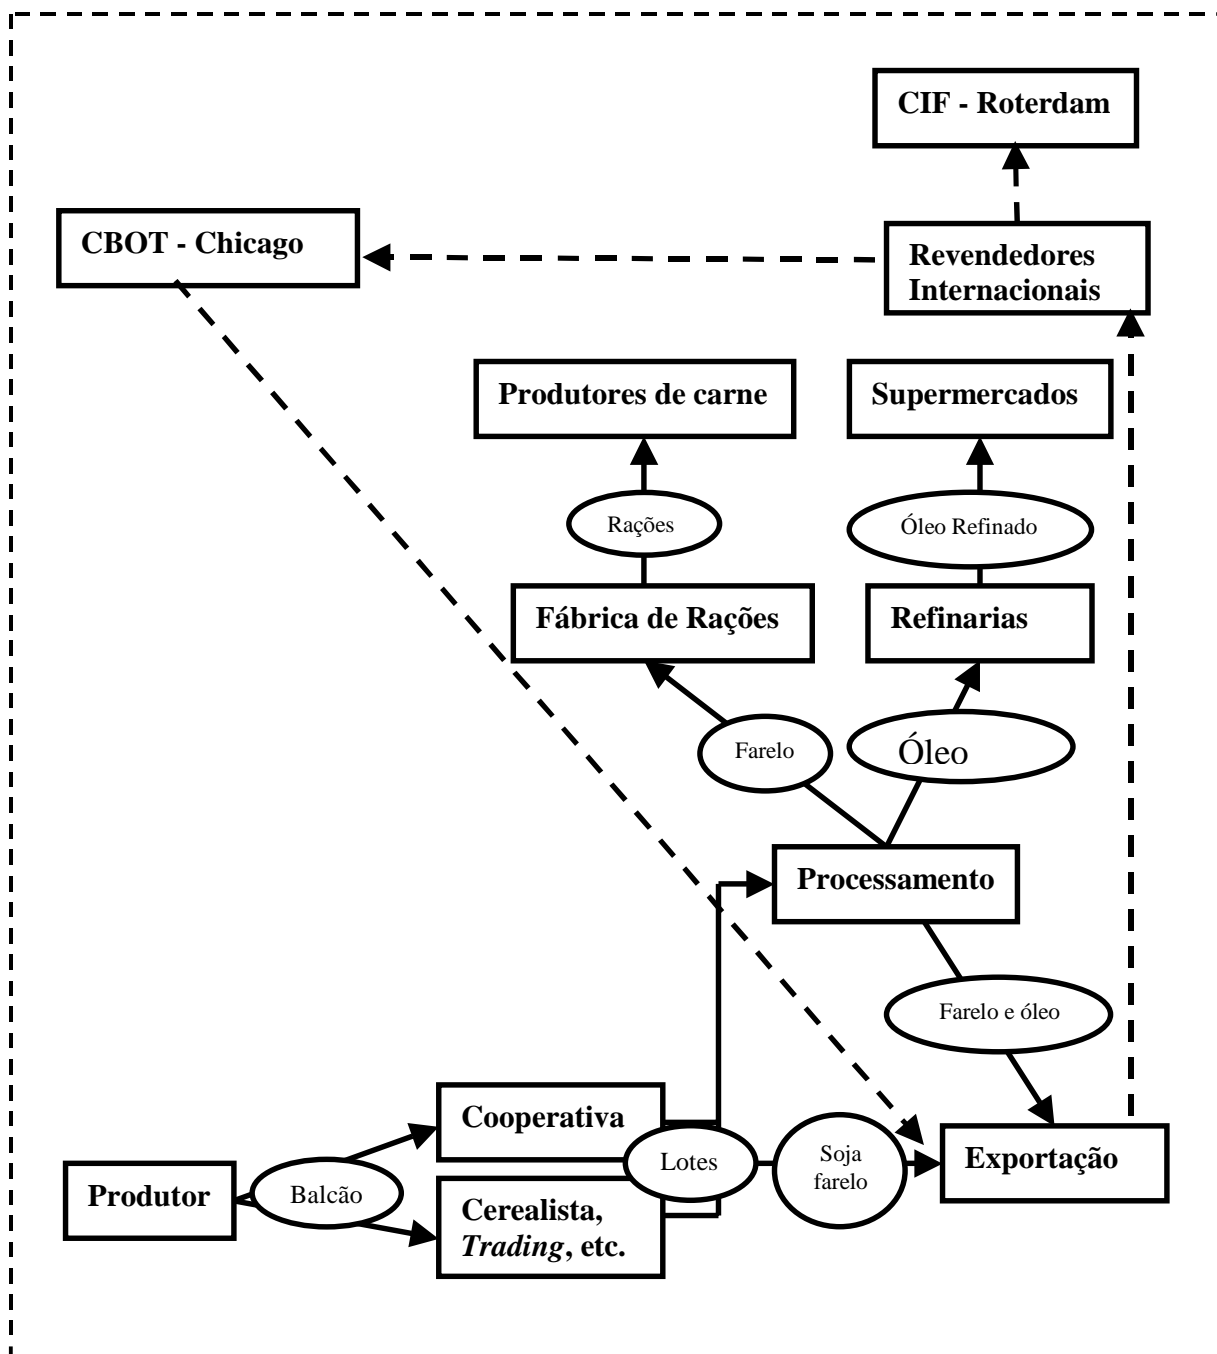 CIF - Roterdam
CBOT - Chicago
Revendedores
Internacionais
Produtores de carne
Supermercados
Rações
Óleo Refinado
Fábrica de Rações
Refinarias
Farelo
Óleo
Processamento
Farelo e óleo
Cooperativa
Lotes
Soja
farelo
Exportação
Produtor
Balcão
Cerealista,
Trading, etc.